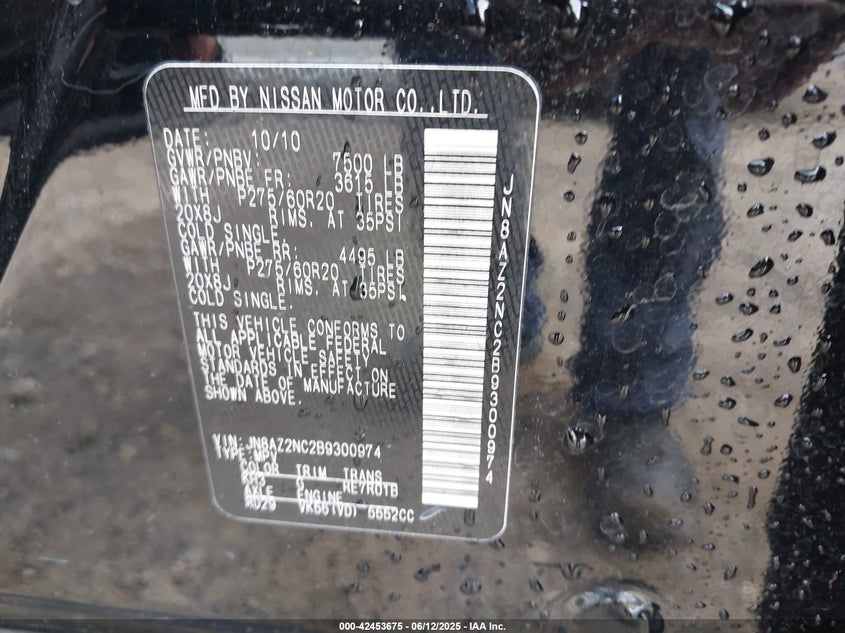 MFD BY NISSAN MOTOR CO.,LTD.
DATE: 10/10
GVWR/PNBV: 7500 LB
GAWR/PNBE FR: 3615 LB
WITH P275/60R20 TIRES
20X8J RIMS, AT 35PSI
COLD SINGLE.
GAWR/PNBE RR: 4495 LB
WITH P275/60R20 TIRES
20X8J RIMS, AT 35PSI,
COLD SINGLE.
THIS VEHICLE CONFORMS TO
ALL APPLICABLE FEDERAL
MOTOR VEHICLE SAFETY
STANDARDS IN EFFECT ON
THE DATE OF MANUFACTURE
SHOWN ABOVE.
VIN: JN8AZ2NC2B9300974
TYPE:MPV
COLOR TRIM TRANS
KH3 G RE7R01B
AXLE ENGINE
RD29 VK56(VD) 5552CC
JN8AZ2NC2B9300974
000-42453675 - 06/12/2025 - IAA Inc.